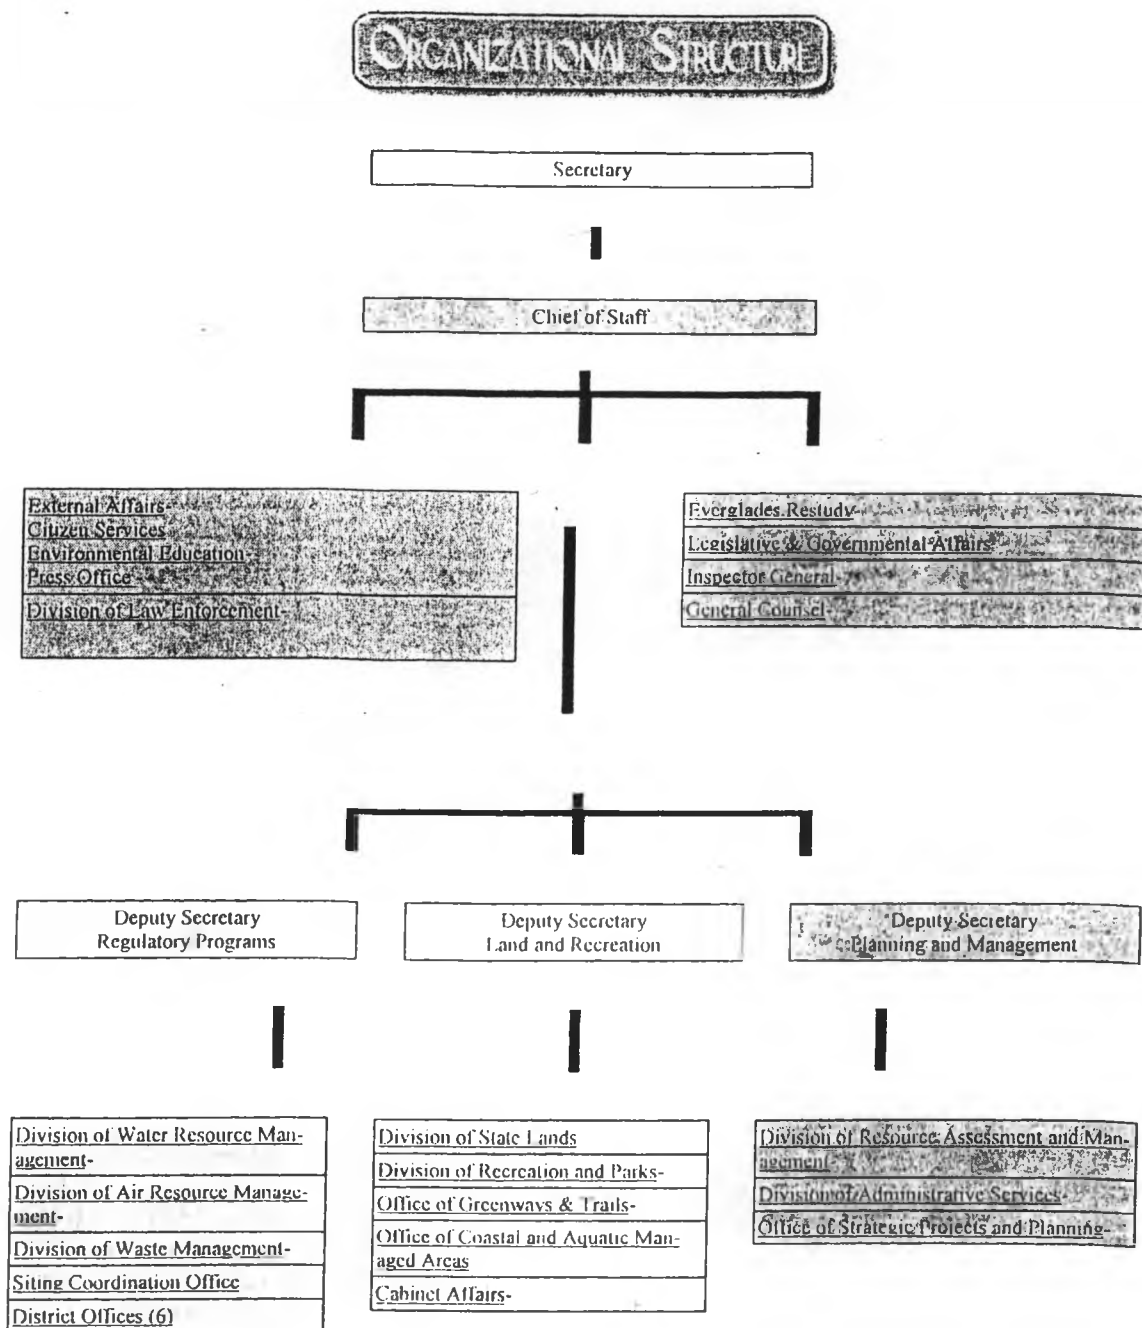 ORGANIZATIONAL STRUCTURE
Secretary
Chief of Staff
External Affairs-
Citizen Services
Environmental Education-
Press Office-
Division of Law Enforcement-
Everglades Restudy-
Legislative & Governmental Affairs
Inspector General-
General Counsel-
Deputy Secretary
Regulatory Programs
Deputy Secretary
Land and Recreation
Deputy Secretary
Planning and Management
Division of Water Resource Man-
agement-
Division of Air Resource Manage-
ment-
Division of Waste Management-
Siting Coordination Office
District Offices (6)
Division of State Lands
Division of Recreation and Parks-
Office of Greenways & Trails-
Office of Coastal and Aquatic Man-
aged Areas
Cabinet Affairs-
Division of Resource Assessment and Man-
agement-
Division of Administrative Services-
Office of Strategic Projects and Planning-